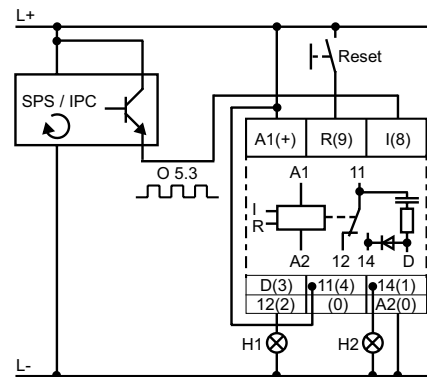 L+
Reset
SPS / IPC
A1(+) R(9) I(8)
O 5.3
A1 11
I
R
A2 12 14 D
D(3) 11(4) 14(1)
12(2) (0) A2(0)
H1 H2
L-